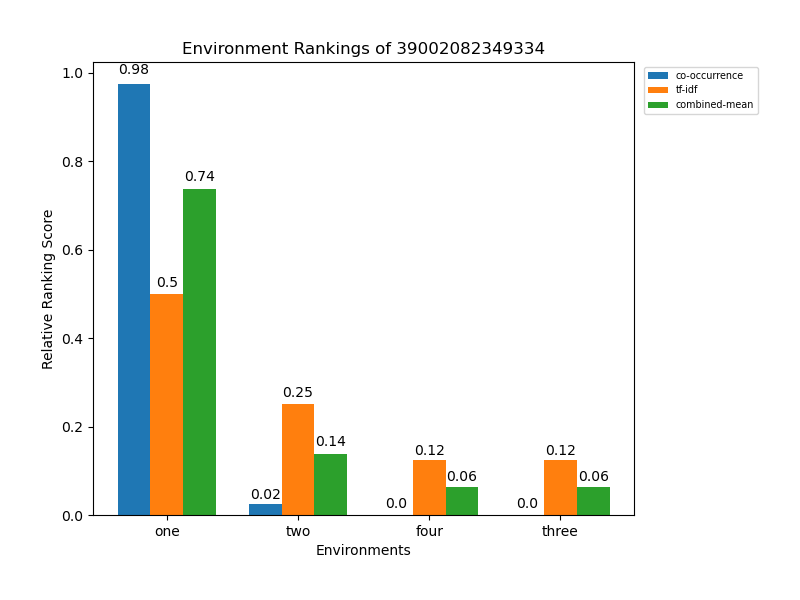 Environment Rankings of 39002082349334
co-occurrence
tf-idf
combined-mean
Relative Ranking Score
1.0
0.8
0.6
0.4
0.2
0.0
0.98
0.5
0.74
0.02
0.25
0.14
0.0
0.12
0.06
0.0
0.12
0.06
one
two
four
three
Environments